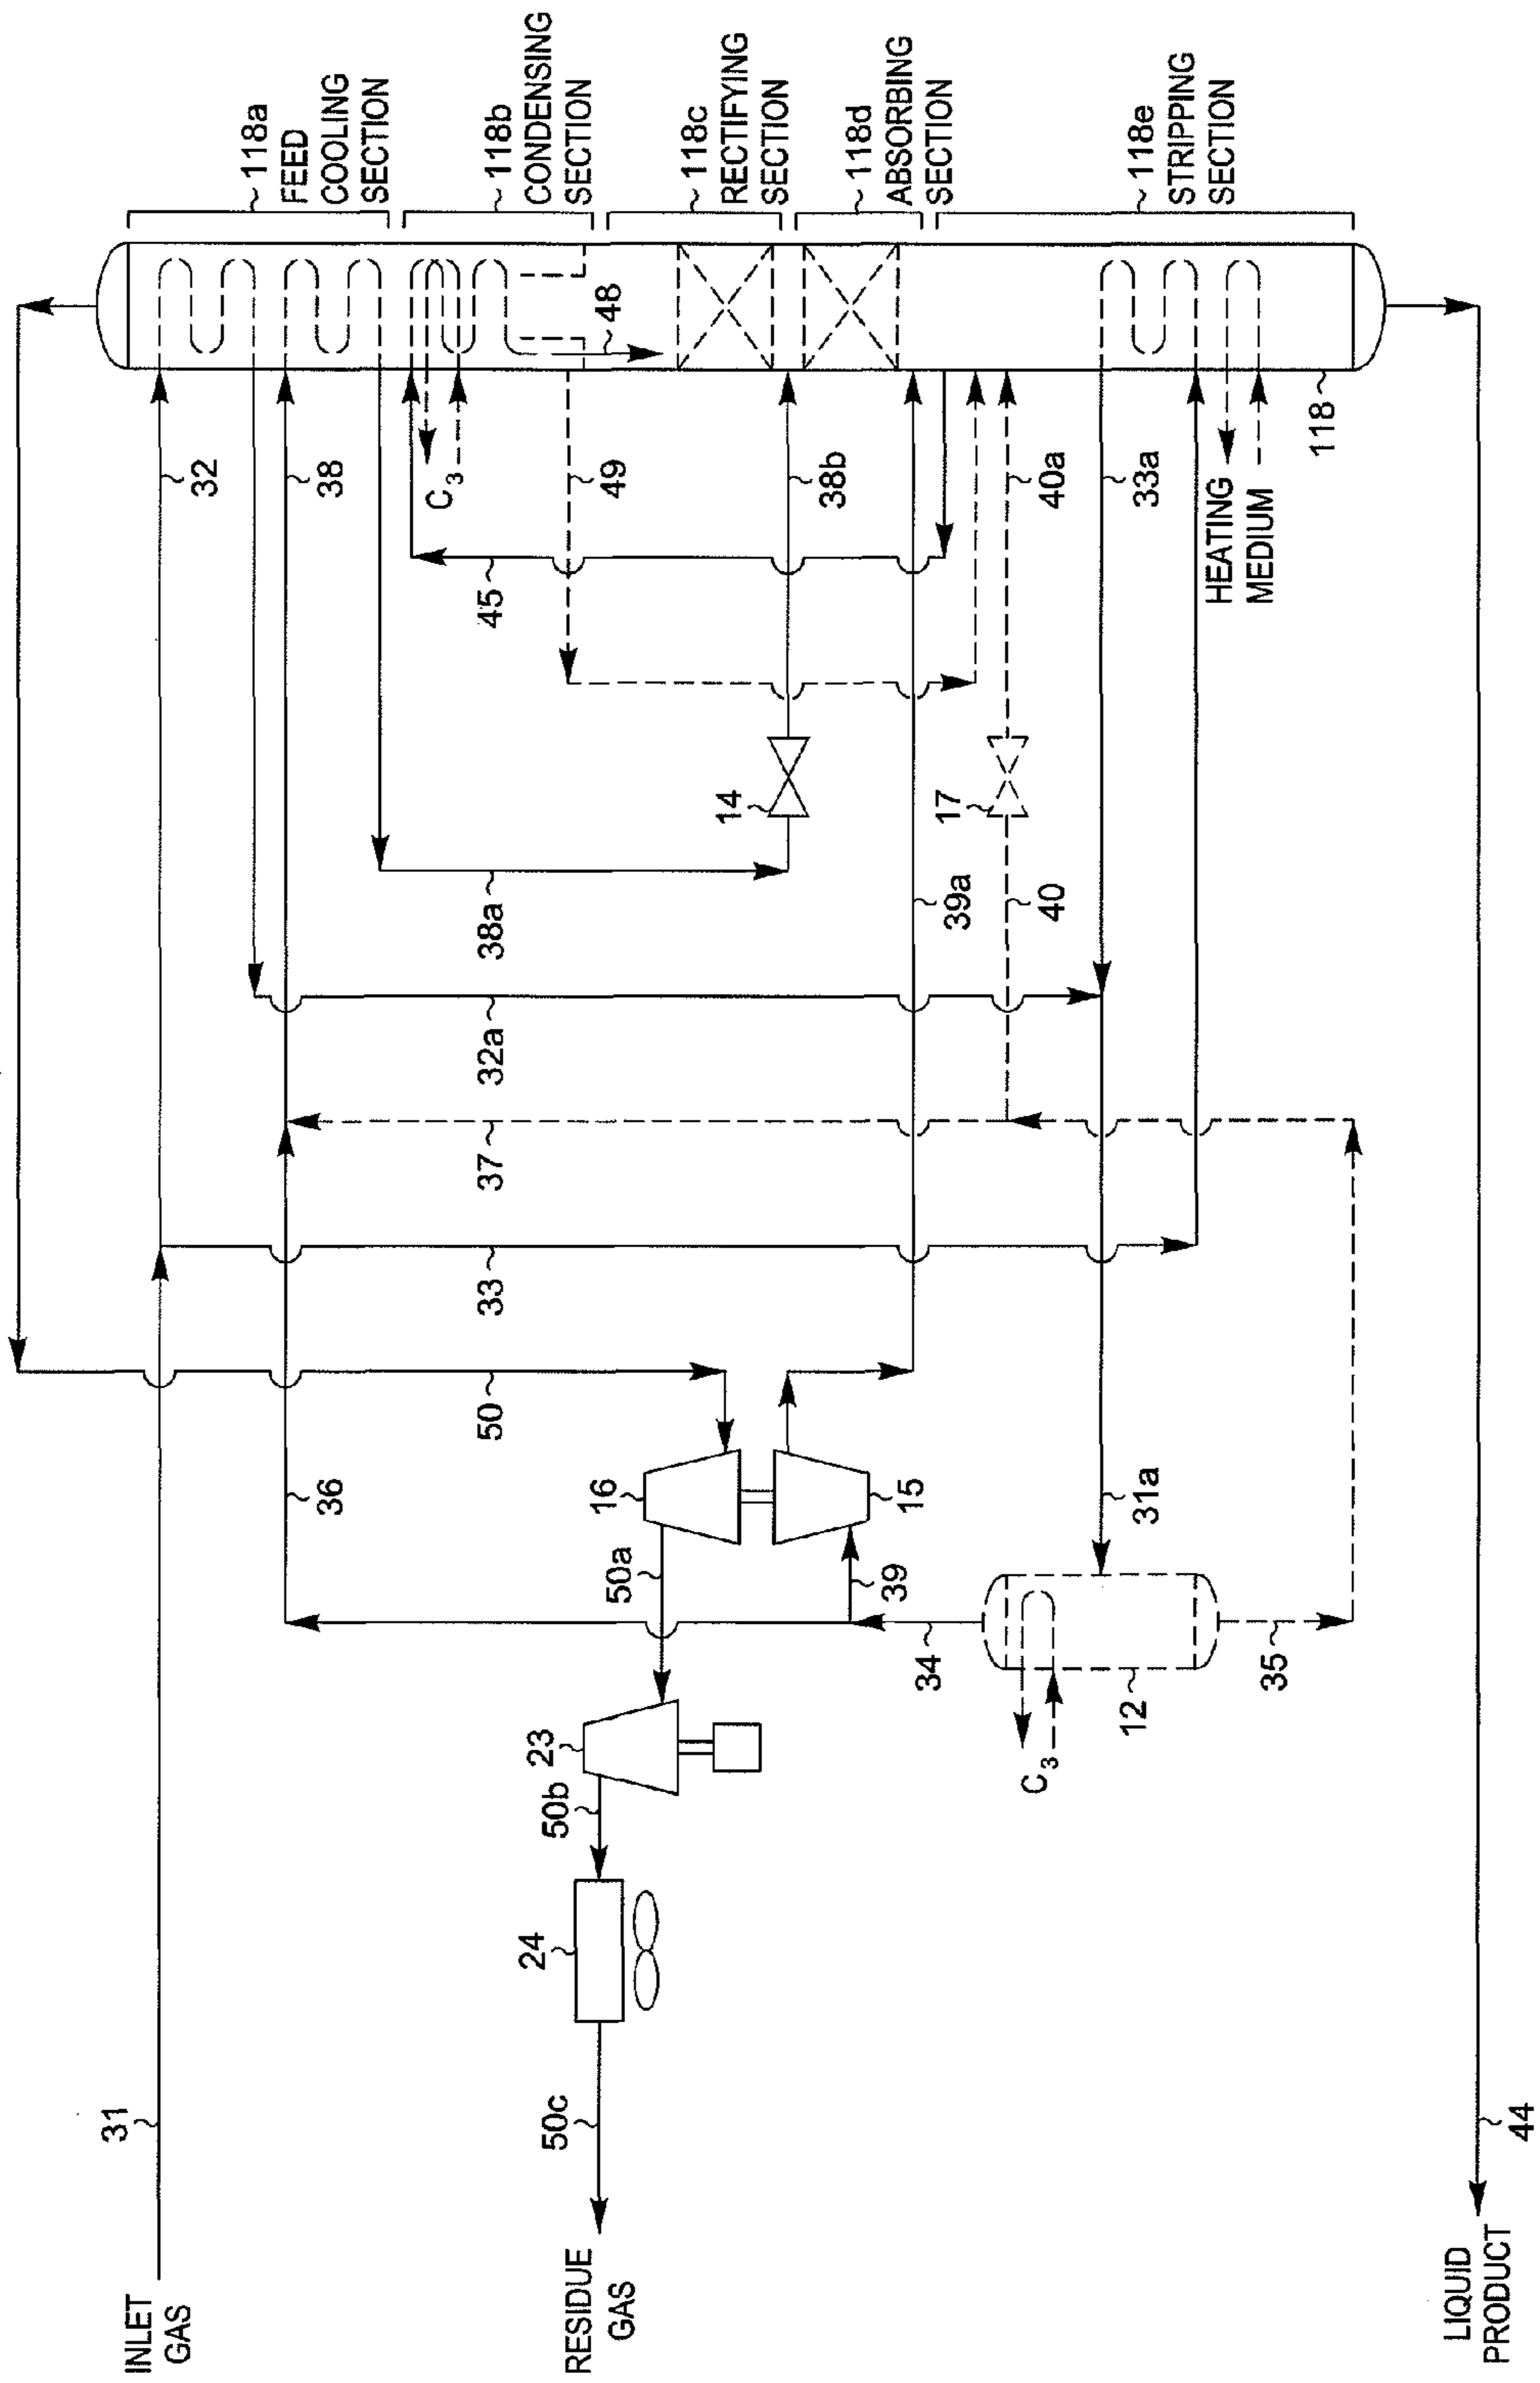 INLET
GAS
31
32
118a
FEED
COOLING
SECTION
38
C3
118b
CONDENSING
SECTION
48
49
45
118c
RECTIFYING
SECTION
118d
ABSORBING
SECTION
38b
14
17
40a
40
38a
39a
33a
118e
STRIPPING
SECTION
118
HEATING
MEDIUM
32a
37
33
50
36
16
15
50a
39
31a
34
35
12
C3
23
50b
24
50c
RESIDUE
GAS
44
LIQUID
PRODUCT